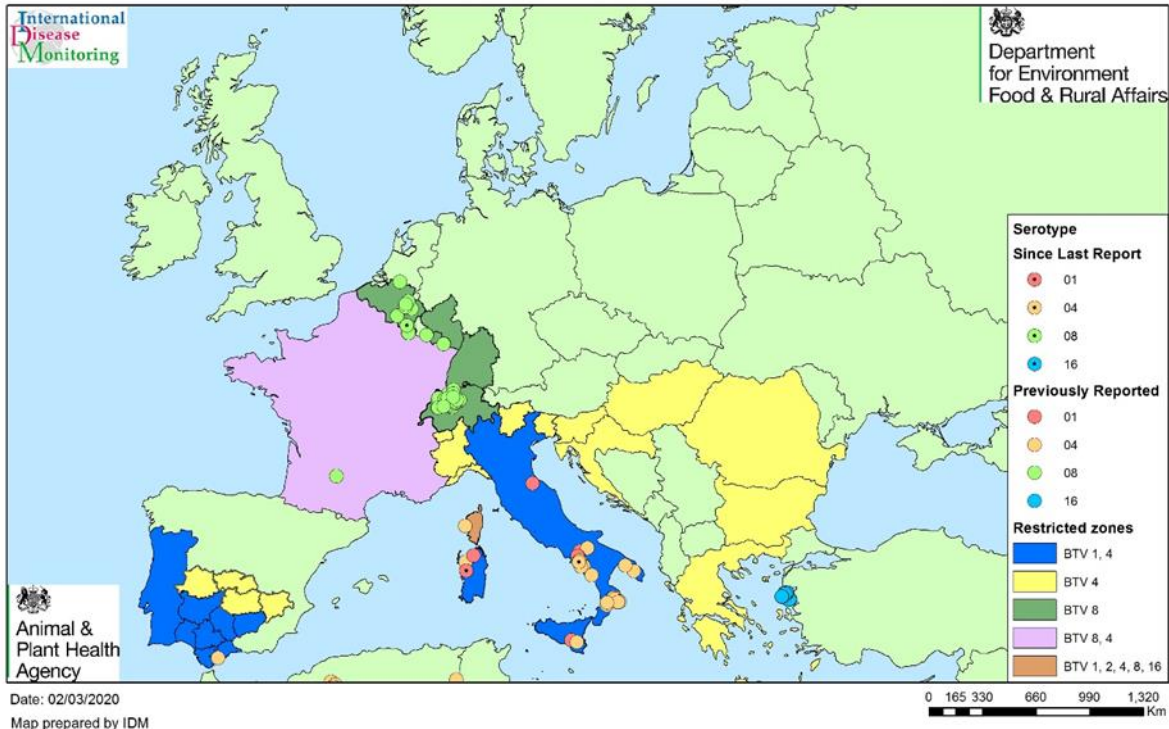 International
Disease
Monitoring
Department
for Environment
Food & Rural Affairs
Serotype
Since Last Report
01
04
08
16
Previously Reported
01
04
08
16
Restricted zones
BTV 1, 4
BTV 4
BTV 8
BTV 8, 4
BTV 1, 2, 4, 8, 16
Animal &
Plant Health
Agency
Date: 02/03/2020
Map prepared by IDM
0 165 330 660 990 1,320
Km